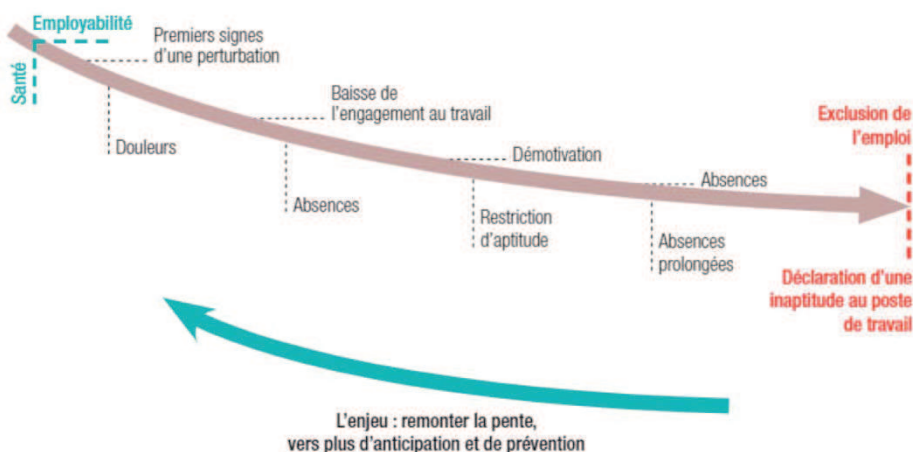 Employabilité
Santé
Premiers signes
d'une perturbation
Douleurs
Baisse de
l'engagement au travail
Absences
Démotivation
Restriction
d'aptitude
Absences
Absences
prolongées
Exclusion de
l'emploi
Déclaration d'une
inaptitude au poste
de travail
L'enjeu : remonter la pente,
vers plus d'anticipation et de prévention